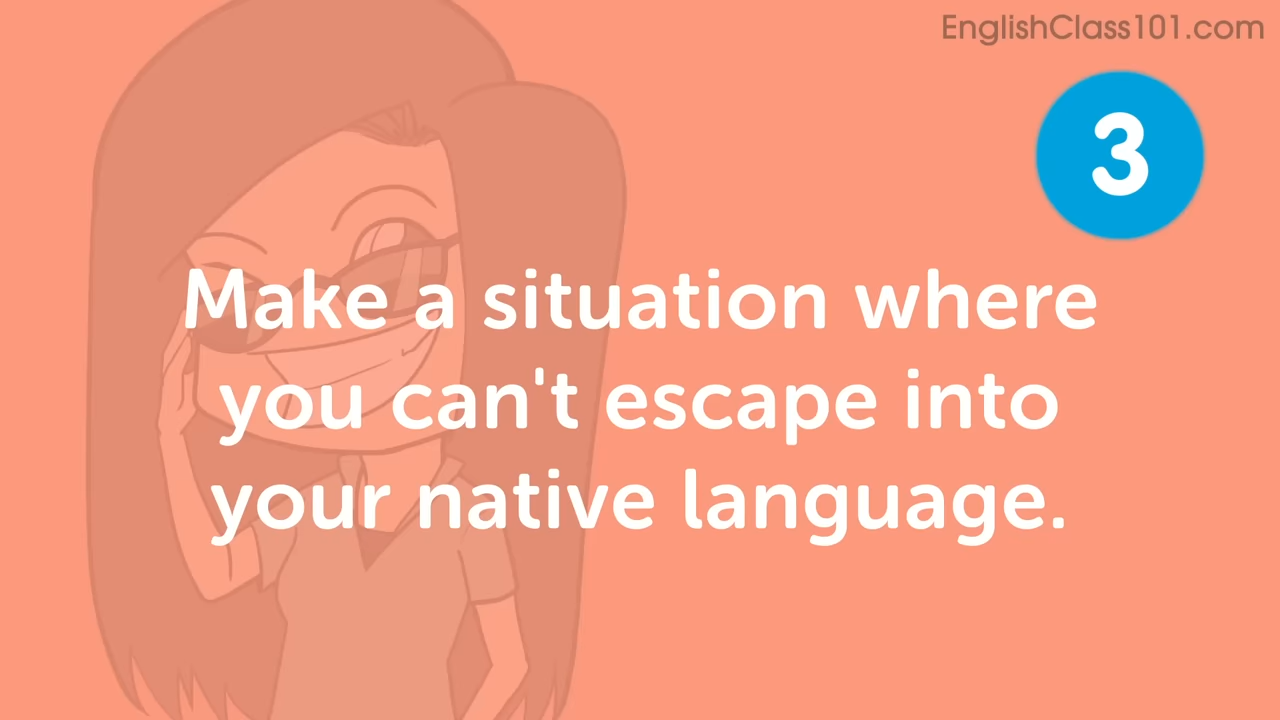 EnglishClass101.com
3
Make a situation where
you can't escape into
your native language.